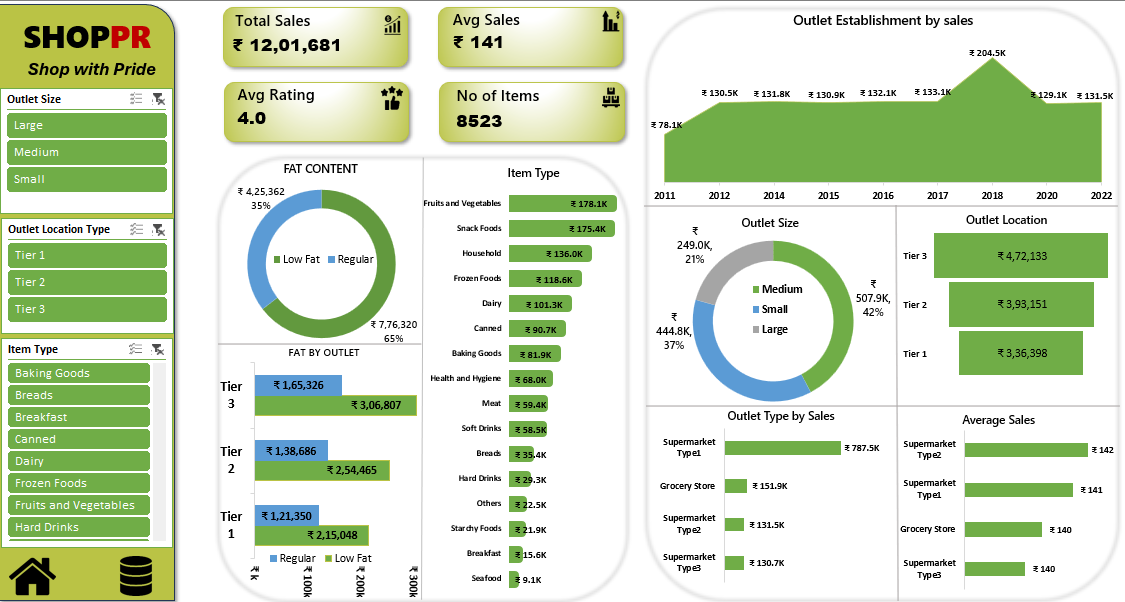 SHOPPR
Shop with Pride
Outlet Size
Large
Medium
Small
Outlet Location Type
Tier 1
Tier 2
Tier 3
Item Type
Baking Goods
Breads
Breakfast
Canned
Dairy
Frozen Foods
Fruits and Vegetables
Hard Drinks
Total Sales
₹ 12,01,681
Avg Sales
₹ 141
Avg Rating
4.0
No of Items
8523
FAT CONTENT
₹ 4,25,362
35%
Low Fat
Regular
₹ 7,76,320
65%
FAT BY OUTLET
Tier
3
₹ 1,65,326
₹ 3,06,807
Tier
2
₹ 1,38,686
₹ 2,54,465
Tier
1
₹ 1,21,350
₹ 2,15,048
Regular
Low Fat
₹ k
₹ 100k
₹ 200k
₹ 300k
Item Type
Fruits and Vegetables ₹ 178.1K
Snack Foods ₹ 175.4K
Household ₹ 136.0K
Frozen Foods ₹ 118.6K
Dairy ₹ 101.3K
Canned ₹ 90.7K
Baking Goods ₹ 81.9K
Health and Hygiene ₹ 68.0K
Meat ₹ 59.4K
Soft Drinks ₹ 58.5K
Breads ₹ 35.4K
Hard Drinks ₹ 29.3K
Others ₹ 22.5K
Starchy Foods ₹ 21.9K
Breakfast ₹ 15.6K
Seafood ₹ 9.1K
Outlet Establishment by sales
₹ 78.1K ₹ 130.5K ₹ 131.8K ₹ 130.9K ₹ 132.1K ₹ 133.1K ₹ 204.5K ₹ 129.1K ₹ 131.5K
2011 2012 2014 2015 2016 2017 2018 2020 2022
Outlet Size
₹
249.0K,
21%
Medium
Small
Large
₹
507.9K,
42%
₹
444.8K,
37%
Outlet Location
Tier 3 ₹ 4,72,133
Tier 2 ₹ 3,93,151
Tier 1 ₹ 3,36,398
Outlet Type by Sales
Supermarket
Type1
₹ 787.5K
Grocery Store ₹ 151.9K
Supermarket
Type2
₹ 131.5K
Supermarket
Type3
₹ 130.7K
Average Sales
Supermarket
Type2
₹ 142
Supermarket
Type1
₹ 141
Grocery Store ₹ 140
Supermarket
Type3
₹ 140